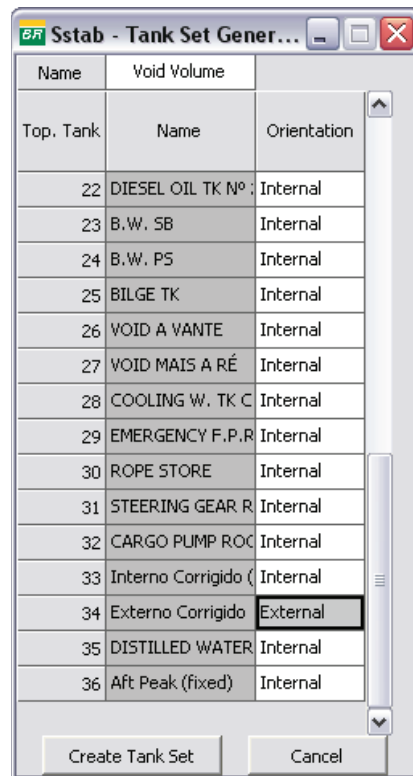 BR Sstab - Tank Set Gener...
Name Void Volume
Top. Tank Name Orientation
22 DIESEL OIL TK Nº Internal
23 B.W. SB Internal
24 B.W. PS Internal
25 BILGE TK Internal
26 VOID A VANTE Internal
27 VOID MAIS A RÉ Internal
28 COOLING W. TK C Internal
29 EMERGENCY F.P.R Internal
30 ROPE STORE Internal
31 STEERING GEAR R Internal
32 CARGO PUMP ROO Internal
33 Interno Corrigido ( Internal
34 Externo Corrigido External
35 DISTILLED WATER Internal
36 Aft Peak (fixed) Internal
Create Tank Set Cancel